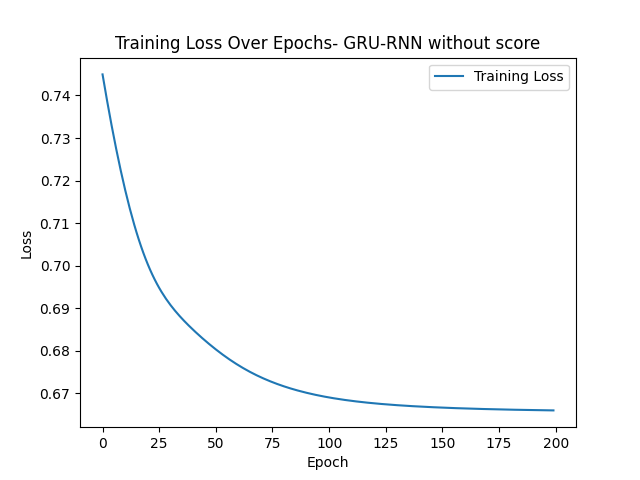 Training Loss Over Epochs- GRU-RNN without score
Training Loss
0.74
0.73
0.72
0.71
0.70
0.69
0.68
0.67
Loss
0 25 50 75 100 125 150 175 200
Epoch